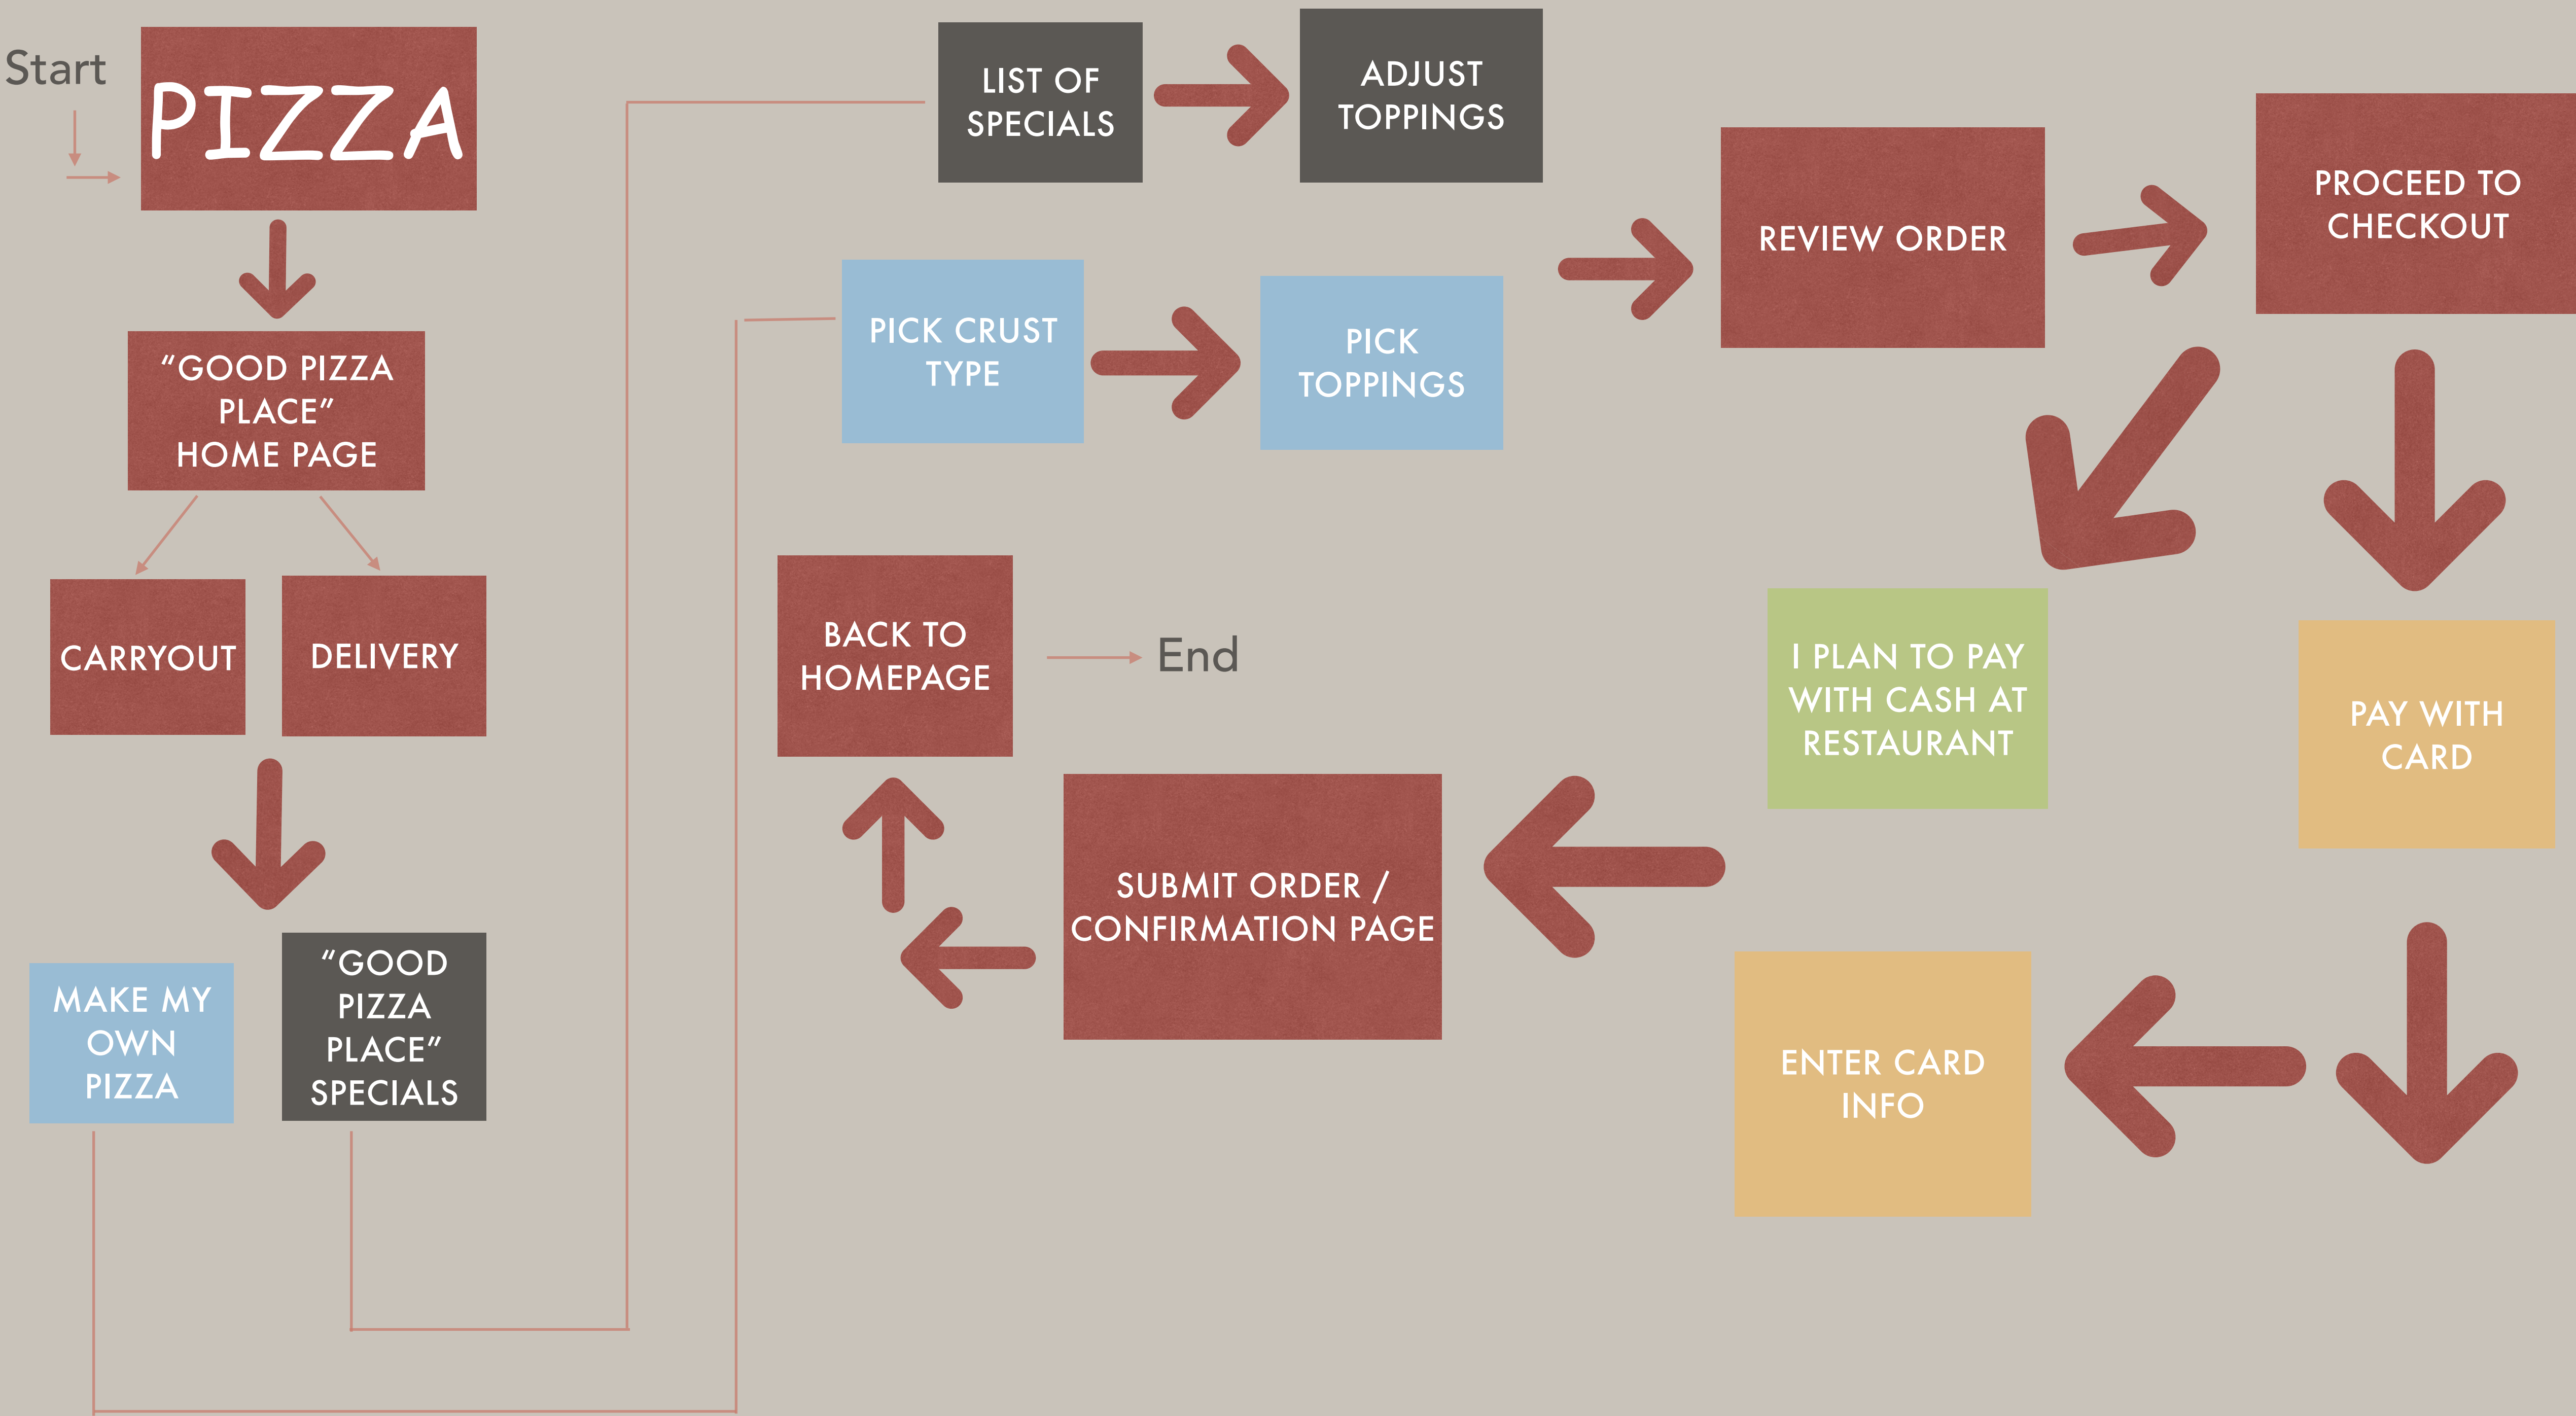 Start
PIZZA
“GOOD PIZZA
PLACE”
HOME PAGE
CARRYOUT
DELIVERY
MAKE MY
OWN
PIZZA
“GOOD
PIZZA
PLACE”
SPECIALS
LIST OF
SPECIALS
ADJUST
TOPPINGS
PICK CRUST
TYPE
PICK
TOPPINGS
REVIEW ORDER
PROCEED TO
CHECKOUT
I PLAN TO PAY
WITH CASH AT
RESTAURANT
PAY WITH
CARD
ENTER CARD
INFO
SUBMIT ORDER /
CONFIRMATION PAGE
BACK TO
HOMEPAGE
End